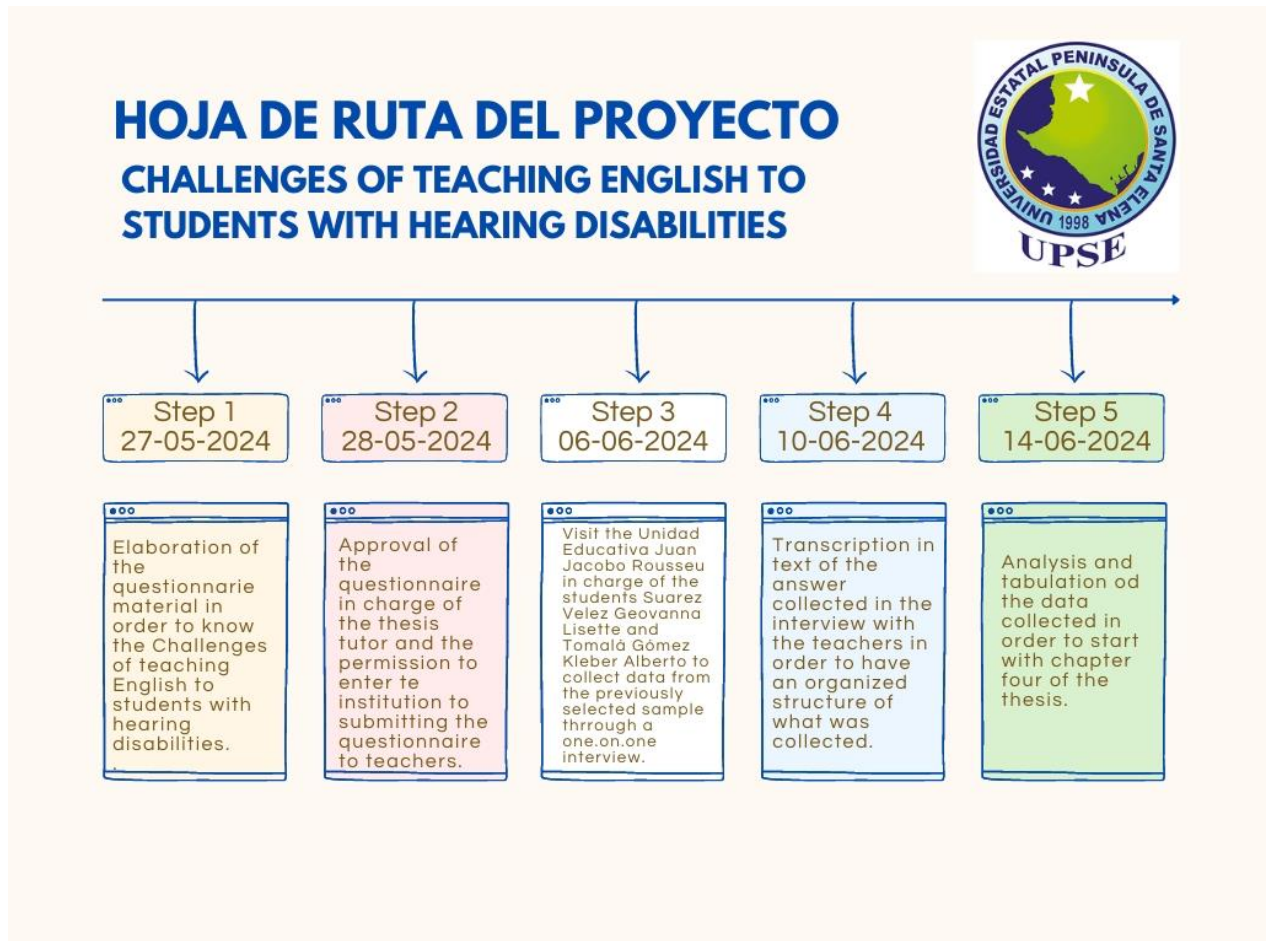 HOJA DE RUTA DEL PROYECTO
CHALLENGES OF TEACHING ENGLISH TO
STUDENTS WITH HEARING DISABILITIES
UNIVERSIDAD ESTATAL PENINSULA DE SANTA ELENA
1998
UPSE
Step 1
27-05-2024
Step 2
28-05-2024
Step 3
06-06-2024
Step 4
10-06-2024
Step 5
14-06-2024
Elaboration of
the
questionnarie
material in
order to know
the Challenges
of teaching
English to
students with
hearing
disabilities.
.
Approval of
the
questionnaire
in charge of
the thesis
tutor and the
permission to
enter te
institution to
submitting the
questionnaire
to teachers.
Visit the Unidad
Educativa Juan
Jacobo Rousseu
in charge of the
students Suarez
Velez Geovanna
Lisette and
Tomalá Gómez
Kleber Alberto to
collect data from
the previously
selected sample
thrrough a
one.on.one
interview.
Transcription in
text of the
answer
collected in the
interview with
the teachers in
order to have
an organized
structure of
what was
collected.
Analysis and
tabulation od
the data
collected in
order to start
with chapter
four of the
thesis.